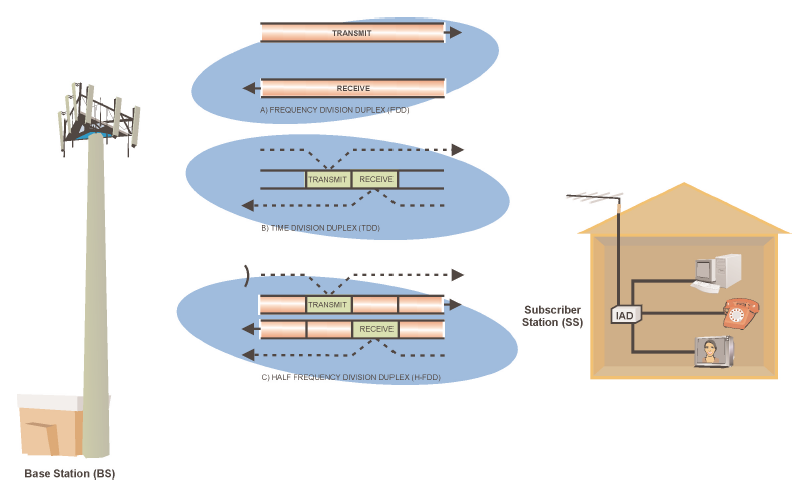 TRANSMIT
RECEIVE
A) FREQUENCY DIVISION DUPLEX (FDD)
TRANSMIT RECEIVE
B) TIME DIVISION DUPLEX (TDD)
TRANSMIT
RECEIVE
C) HALF FREQUENCY DIVISION DUPLEX (H-FDD)
Subscriber
Station (SS)
IAD
Base Station (BS)